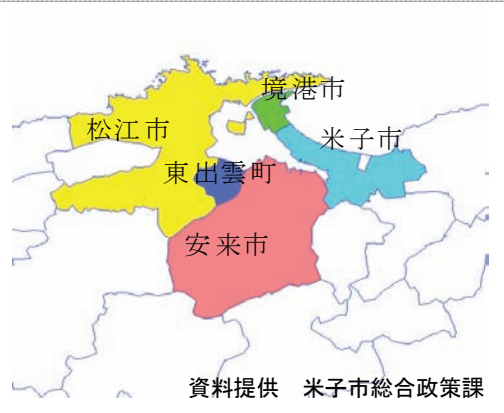 境港市
松江市
米子市
東出雲町
安来市
資料提供　米子市総合政策課